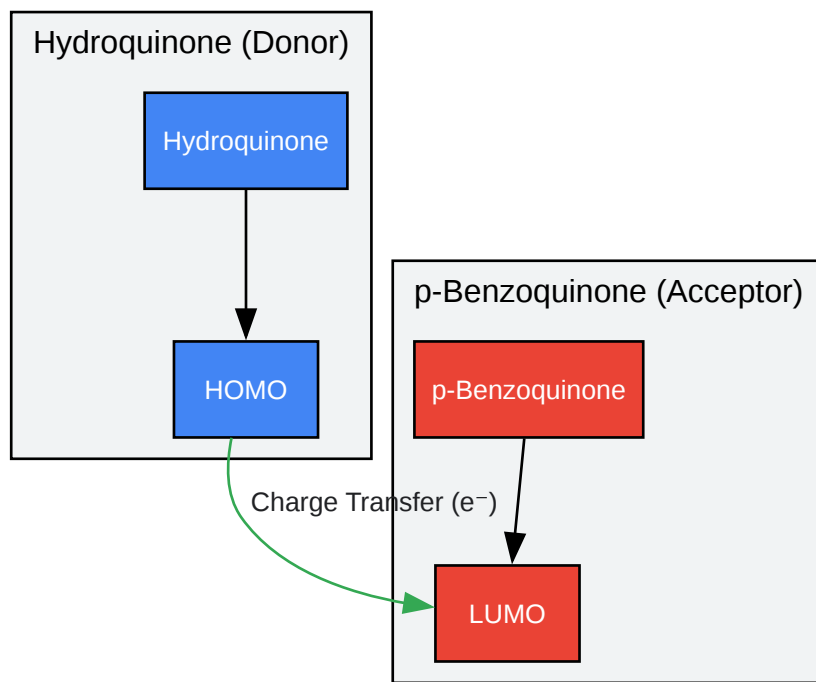 Hydroquinone (Donor)
Hydroquinone
HOMO
Charge Transfer (e⁻)
p-Benzoquinone (Acceptor)
p-Benzoquinone
LUMO